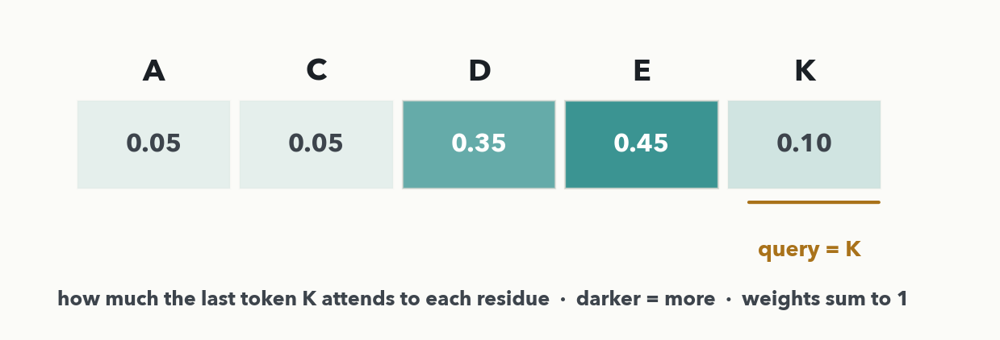 A C D E K
0.05 0.05 0.35 0.45 0.10
query = K
how much the last token K attends to each residue · darker = more · weights sum to 1